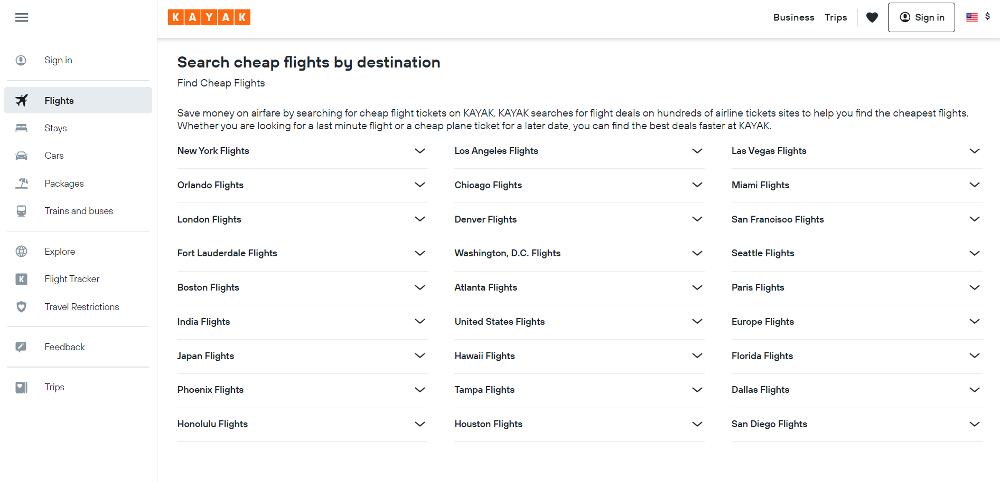 KAYAK
Business
Trips
Sign in
$
Sign in
Flights
Stays
Cars
Packages
Trains and buses
Explore
K
Flight Tracker
Travel Restrictions
Feedback
Trips
Search cheap flights by destination
Find Cheap Flights
Save money on airfare by searching for cheap flight tickets on KAYAK. KAYAK searches for flight deals on hundreds of airline tickets sites to help you find the cheapest flights.
Whether you are looking for a last minute flight or a cheap plane ticket for a later date, you can find the best deals faster at KAYAK.
New York Flights
Los Angeles Flights
Las Vegas Flights
Orlando Flights
Chicago Flights
Miami Flights
London Flights
Denver Flights
San Francisco Flights
Fort Lauderdale Flights
Washington, D.C. Flights
Seattle Flights
Boston Flights
Atlanta Flights
Paris Flights
India Flights
United States Flights
Europe Flights
Japan Flights
Hawaii Flights
Florida Flights
Phoenix Flights
Tampa Flights
Dallas Flights
Honolulu Flights
Houston Flights
San Diego Flights